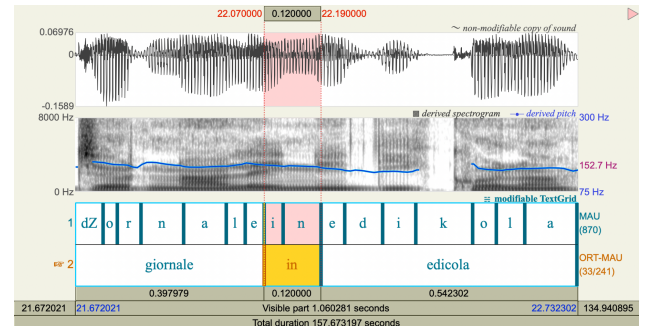 22.070000 0.120000 22.190000
~ non-modifiable copy of sound
0.06976
0
-0.1589
derived spectrogram derived pitch
8000 Hz 300 Hz
152.7 Hz
0 Hz 75 Hz
modifiable TextGrid
1 dZ o r n a l e i n e d i k o l a MAU
(870)
2 giornale in edicola ORT-MAU
(33/241)
0.397979 0.120000 0.542302
21.672021 21.672021 Visible part 1.060281 seconds 22.732302 134.940895
Total duration 157.673197 seconds